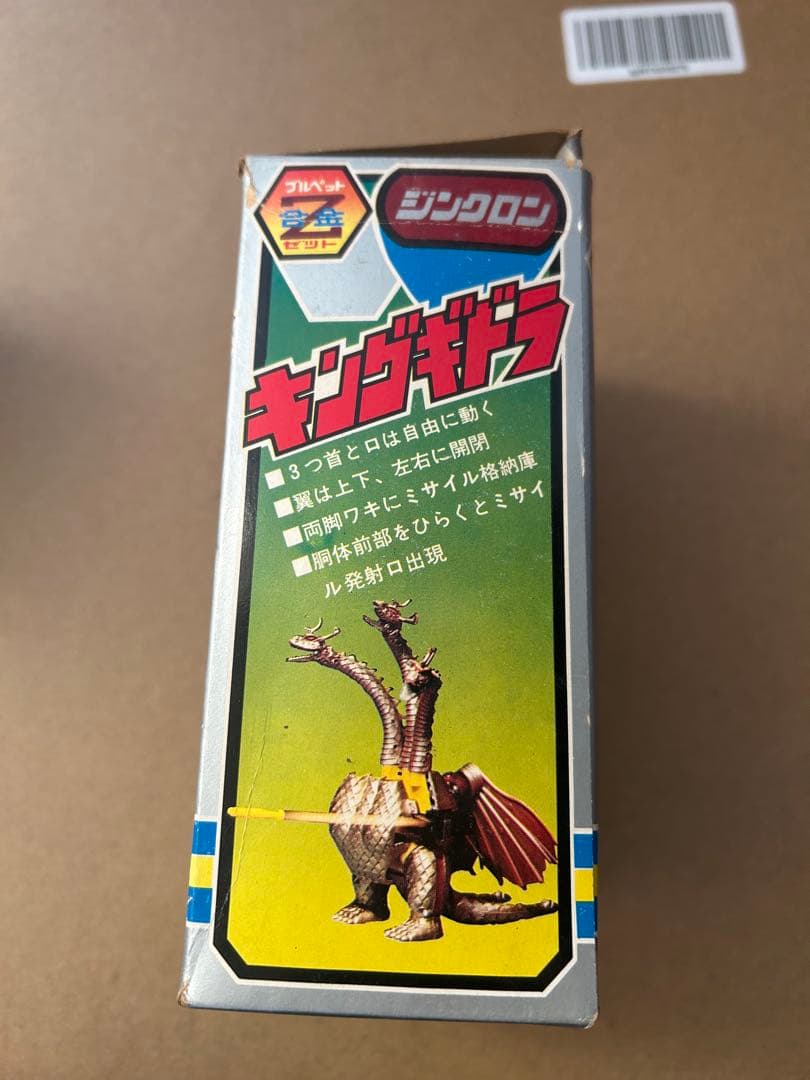 ブルペット
合金
Z
ゼット
ジンクロン
キングギドラ
■3つ首と口は自由に動く
■翼は上下、左右に開閉
■両脚ワキにミサイル格納庫
■胴体前部をひらくとミサイ
ル発射口出現